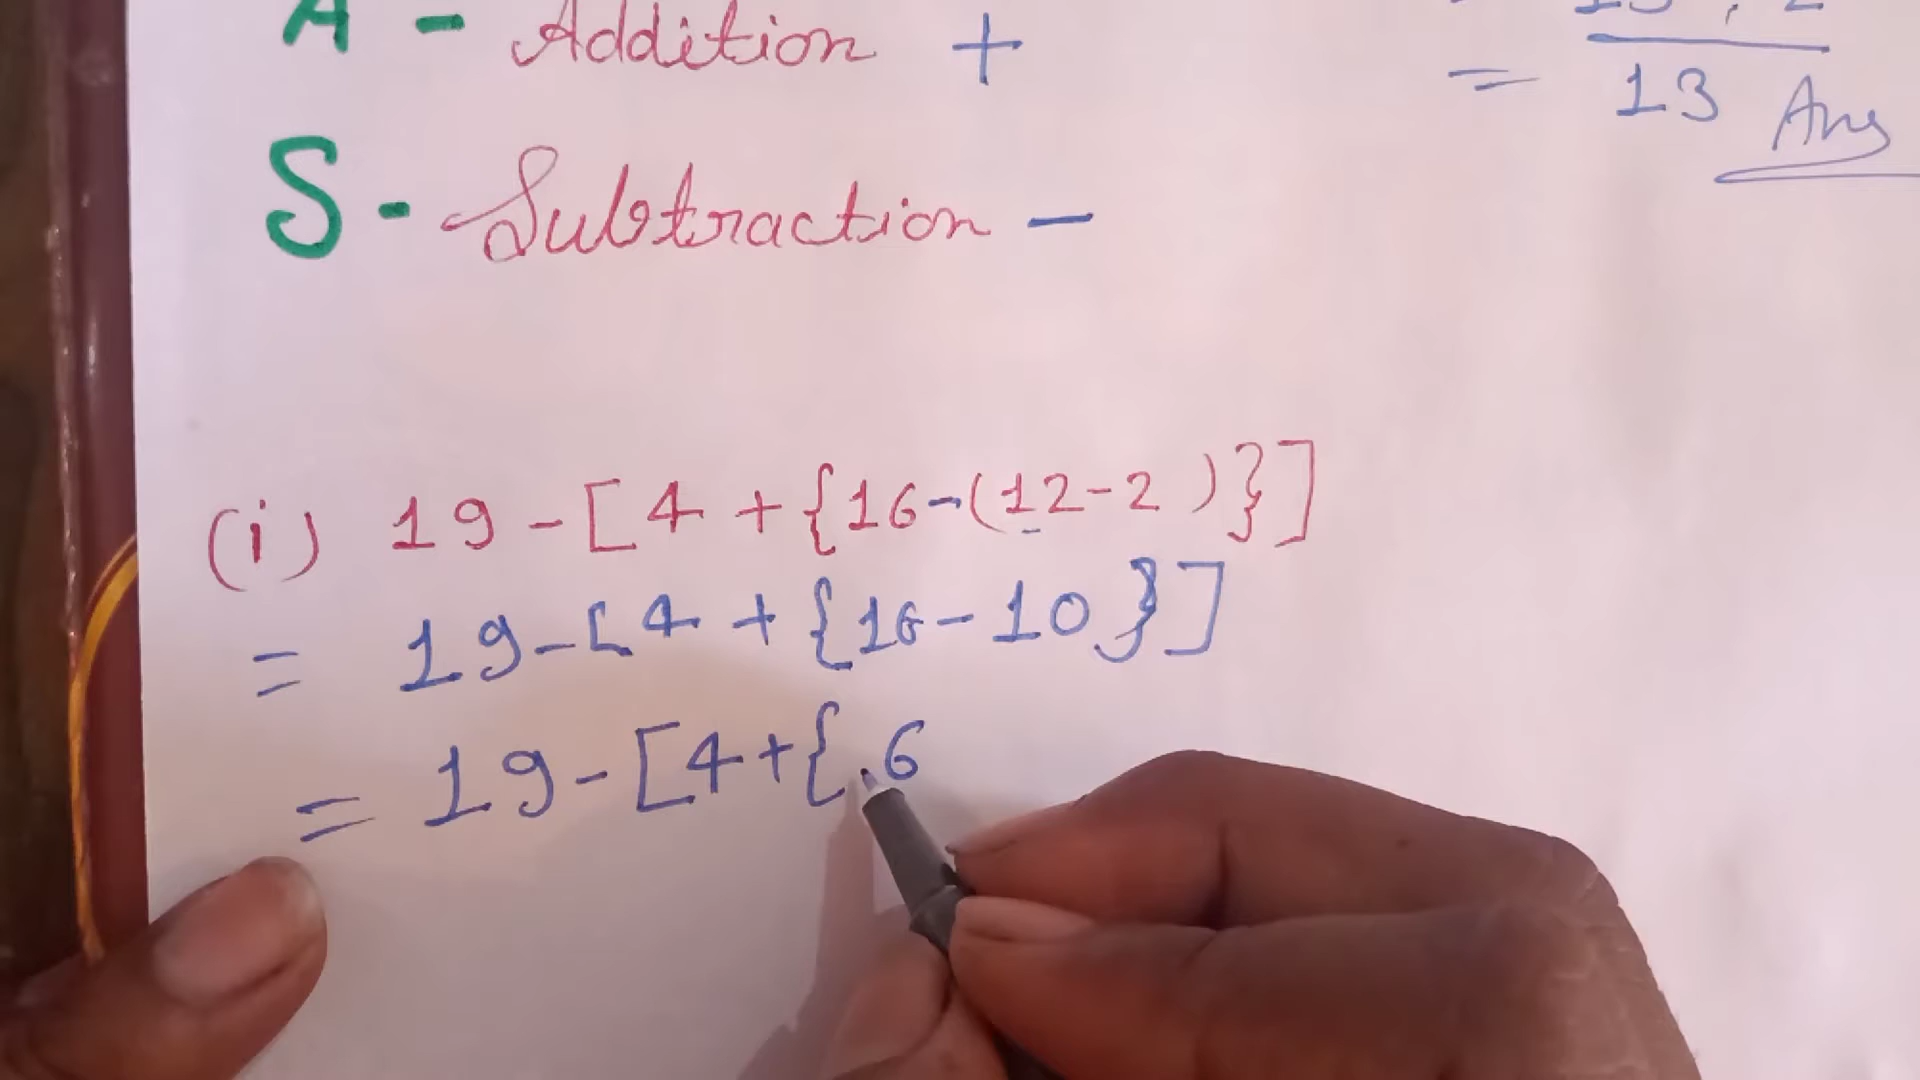 A - Addition +
S - Subtraction -
= 13 Ans
(i) 19 - [4 + {16-(12-2)}]
= 19-[4 + {16-10}]
= 19-[4+{6